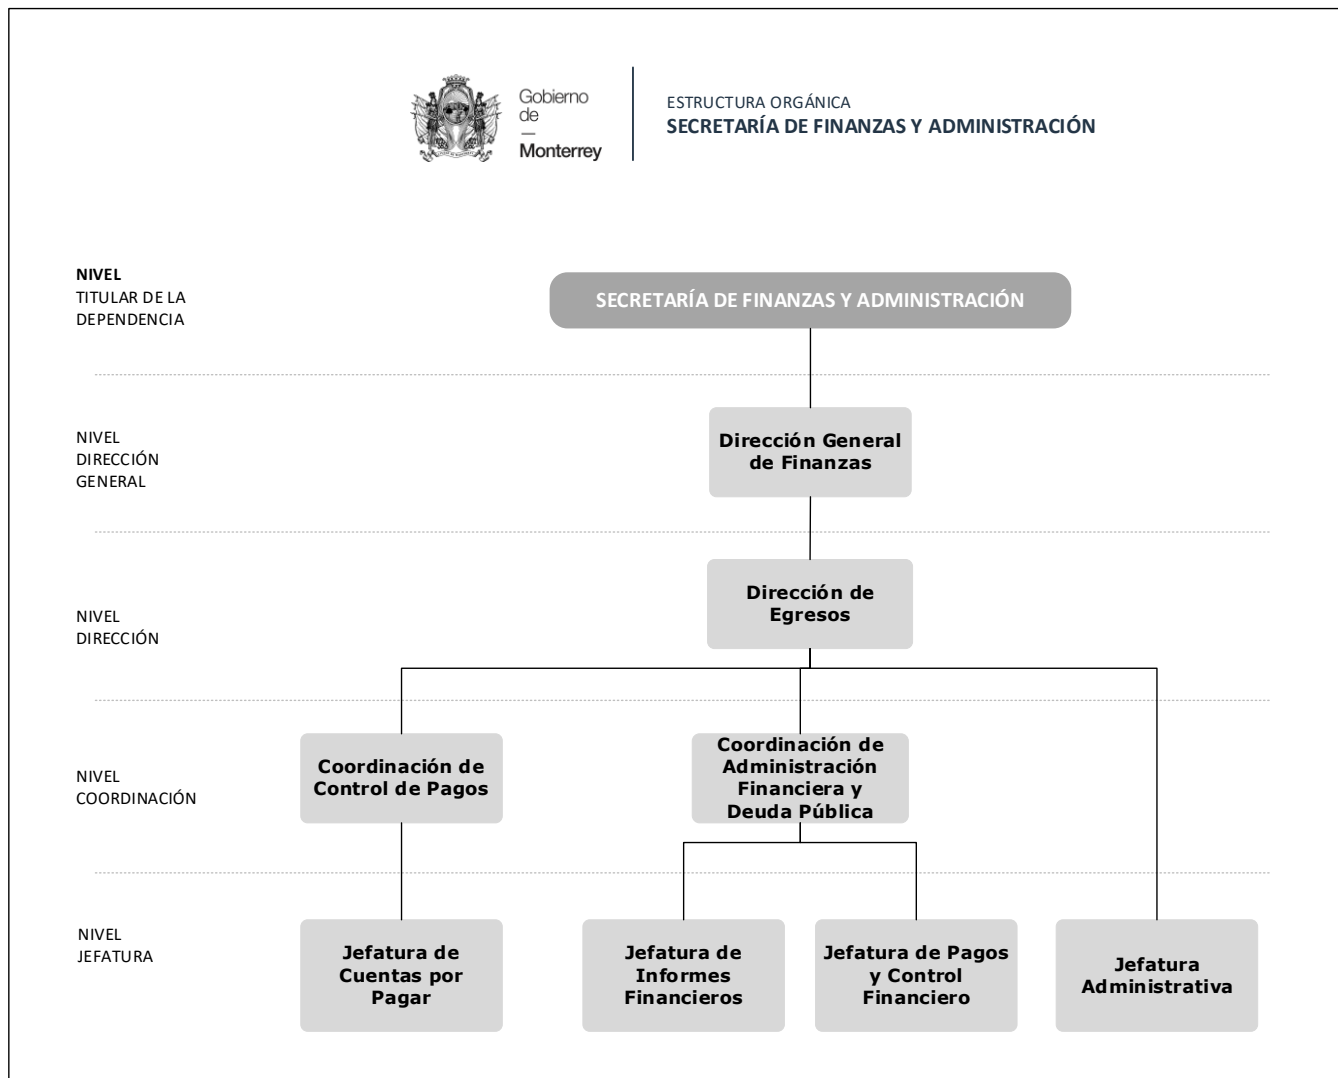 Gobierno
de
—
Monterrey
ESTRUCTURA ORGÁNICA
SECRETARÍA DE FINANZAS Y ADMINISTRACIÓN
NIVEL
TITULAR DE LA
DEPENDENCIA
SECRETARÍA DE FINANZAS Y ADMINISTRACIÓN
NIVEL
DIRECCIÓN
GENERAL
Dirección General
de Finanzas
NIVEL
DIRECCIÓN
Dirección de
Egresos
NIVEL
COORDINACIÓN
Coordinación de
Control de Pagos
Coordinación de
Administración
Financiera y
Deuda Pública
NIVEL
JEFATURA
Jefatura de
Cuentas por
Pagar
Jefatura de
Informes
Financieros
Jefatura de Pagos
y Control
Financiero
Jefatura
Administrativa